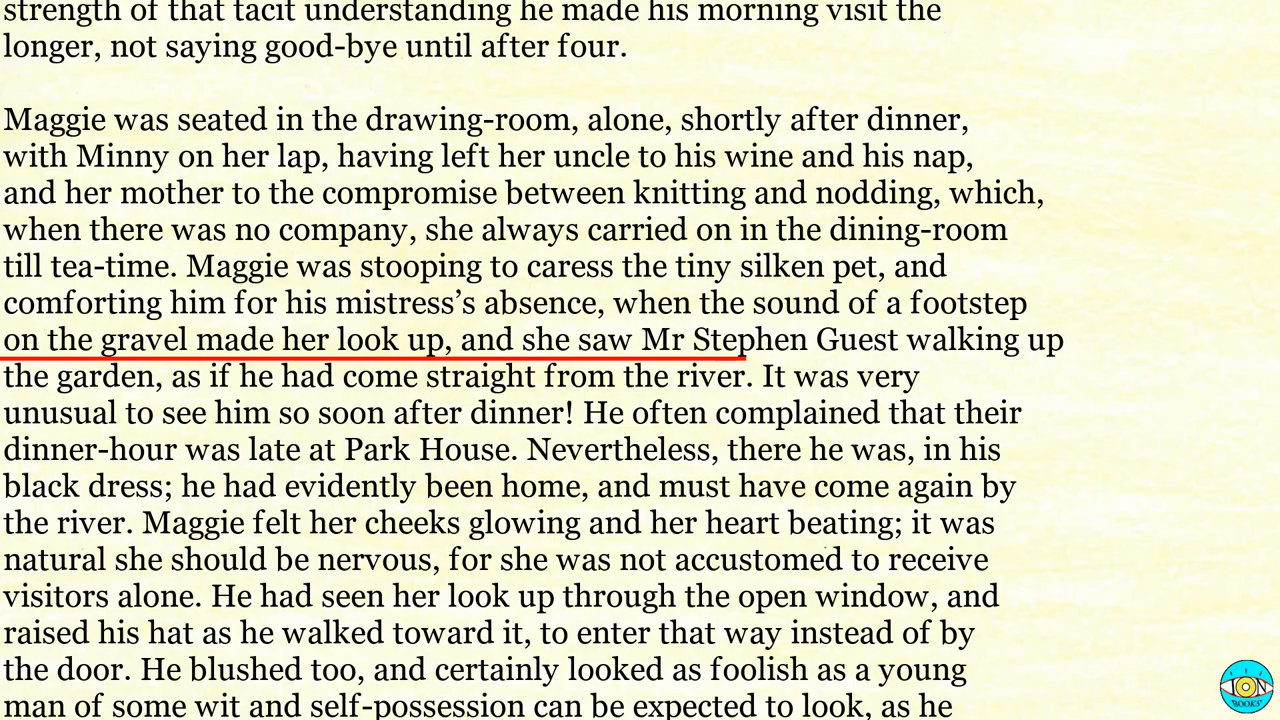 strength of that tacit understanding he made his morning visit the
longer, not saying good-bye until after four.
Maggie was seated in the drawing-room, alone, shortly after dinner,
with Minny on her lap, having left her uncle to his wine and his nap,
and her mother to the compromise between knitting and nodding, which,
when there was no company, she always carried on in the dining-room
till tea-time. Maggie was stooping to caress the tiny silken pet, and
comforting him for his mistress’s absence, when the sound of a footstep
on the gravel made her look up, and she saw Mr Stephen Guest walking up
the garden, as if he had come straight from the river. It was very
unusual to see him so soon after dinner! He often complained that their
dinner-hour was late at Park House. Nevertheless, there he was, in his
black dress; he had evidently been home, and must have come again by
the river. Maggie felt her cheeks glowing and her heart beating; it was
natural she should be nervous, for she was not accustomed to receive
visitors alone. He had seen her look up through the open window, and
raised his hat as he walked toward it, to enter that way instead of by
the door. He blushed too, and certainly looked as foolish as a young
man of some wit and self-possession can be expected to look, as he
ION
BOOKS